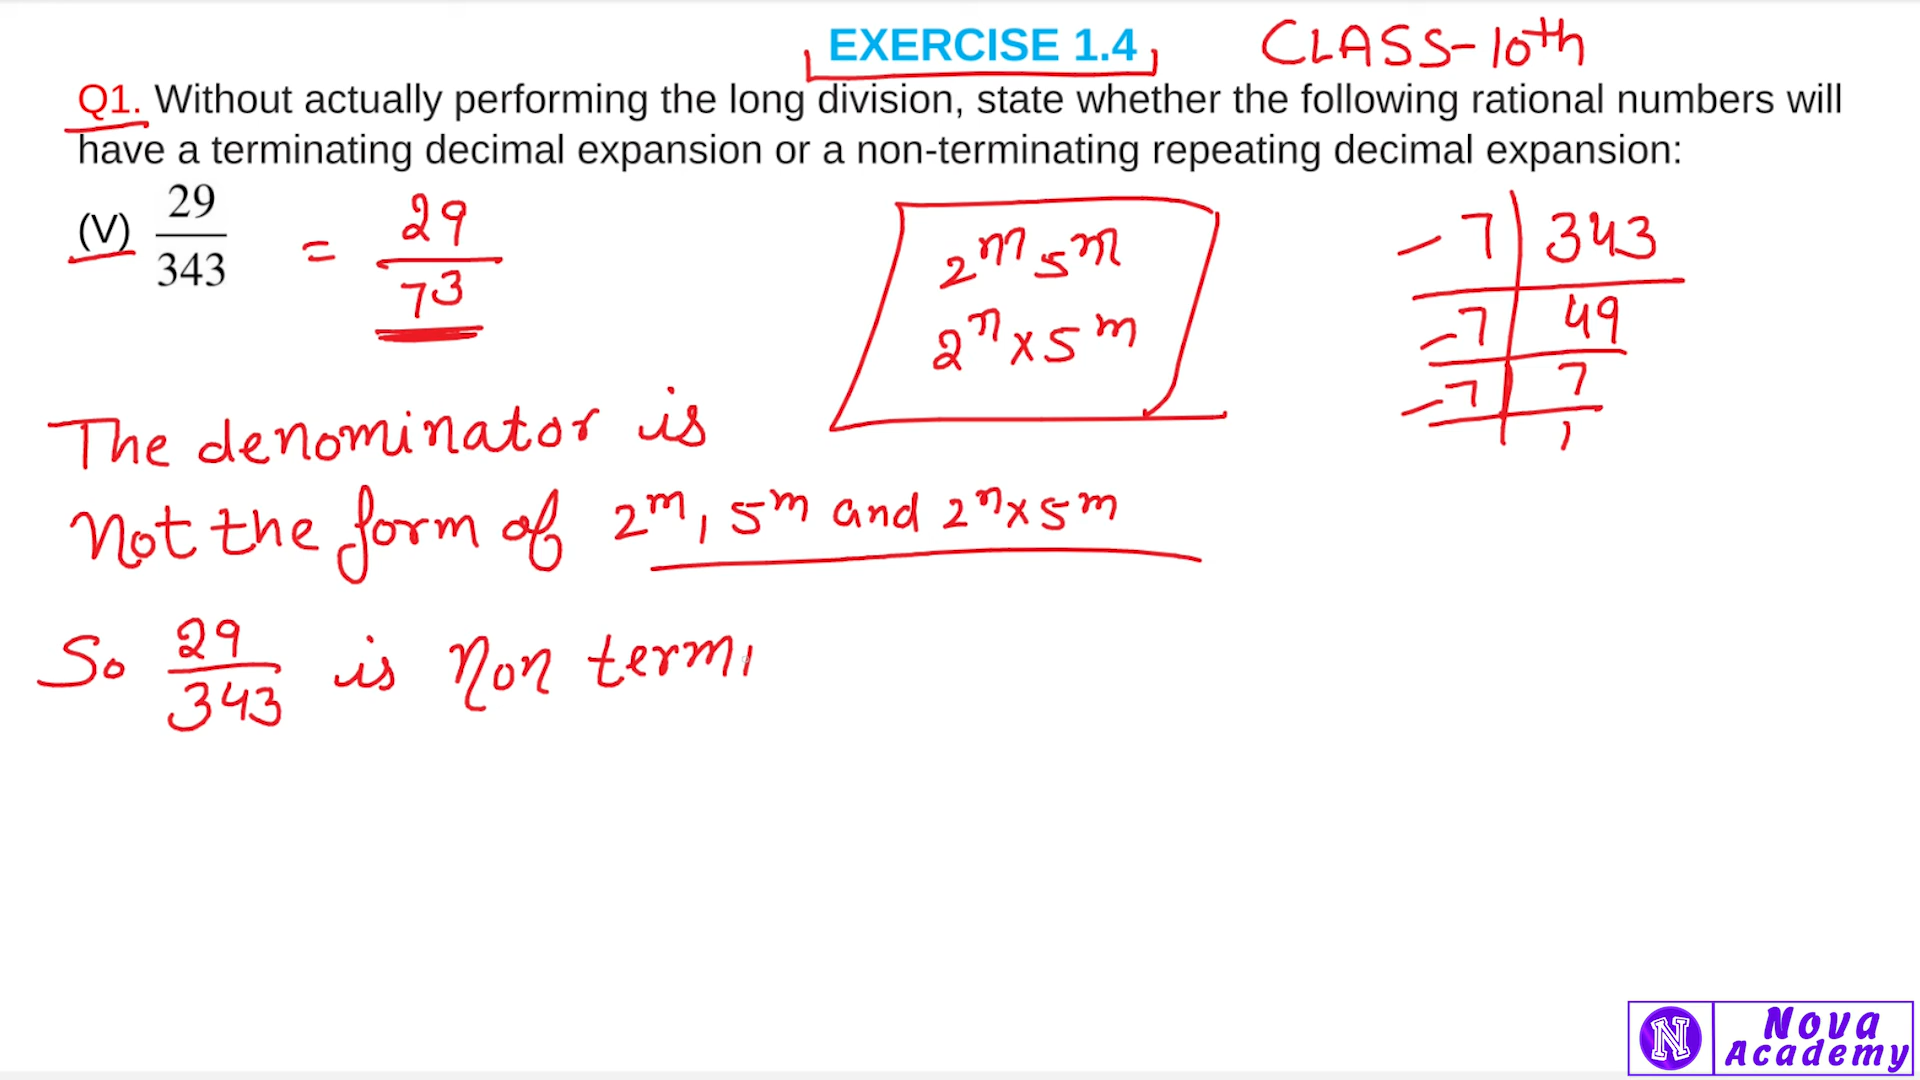 EXERCISE 1.4 CLASS-10th
Q1. Without actually performing the long division, state whether the following rational numbers will
have a terminating decimal expansion or a non-terminating repeating decimal expansion:
(V) 29/343 = 29/7³
2ᵐ 5ᵐ
2ⁿ×5ᵐ
7 | 343
7 | 49
7 | 7
1
The denominator is
Not the form of 2ᵐ, 5ᵐ and 2ⁿ×5ᵐ
So 29/343 is Non termi
N Nova
Academy